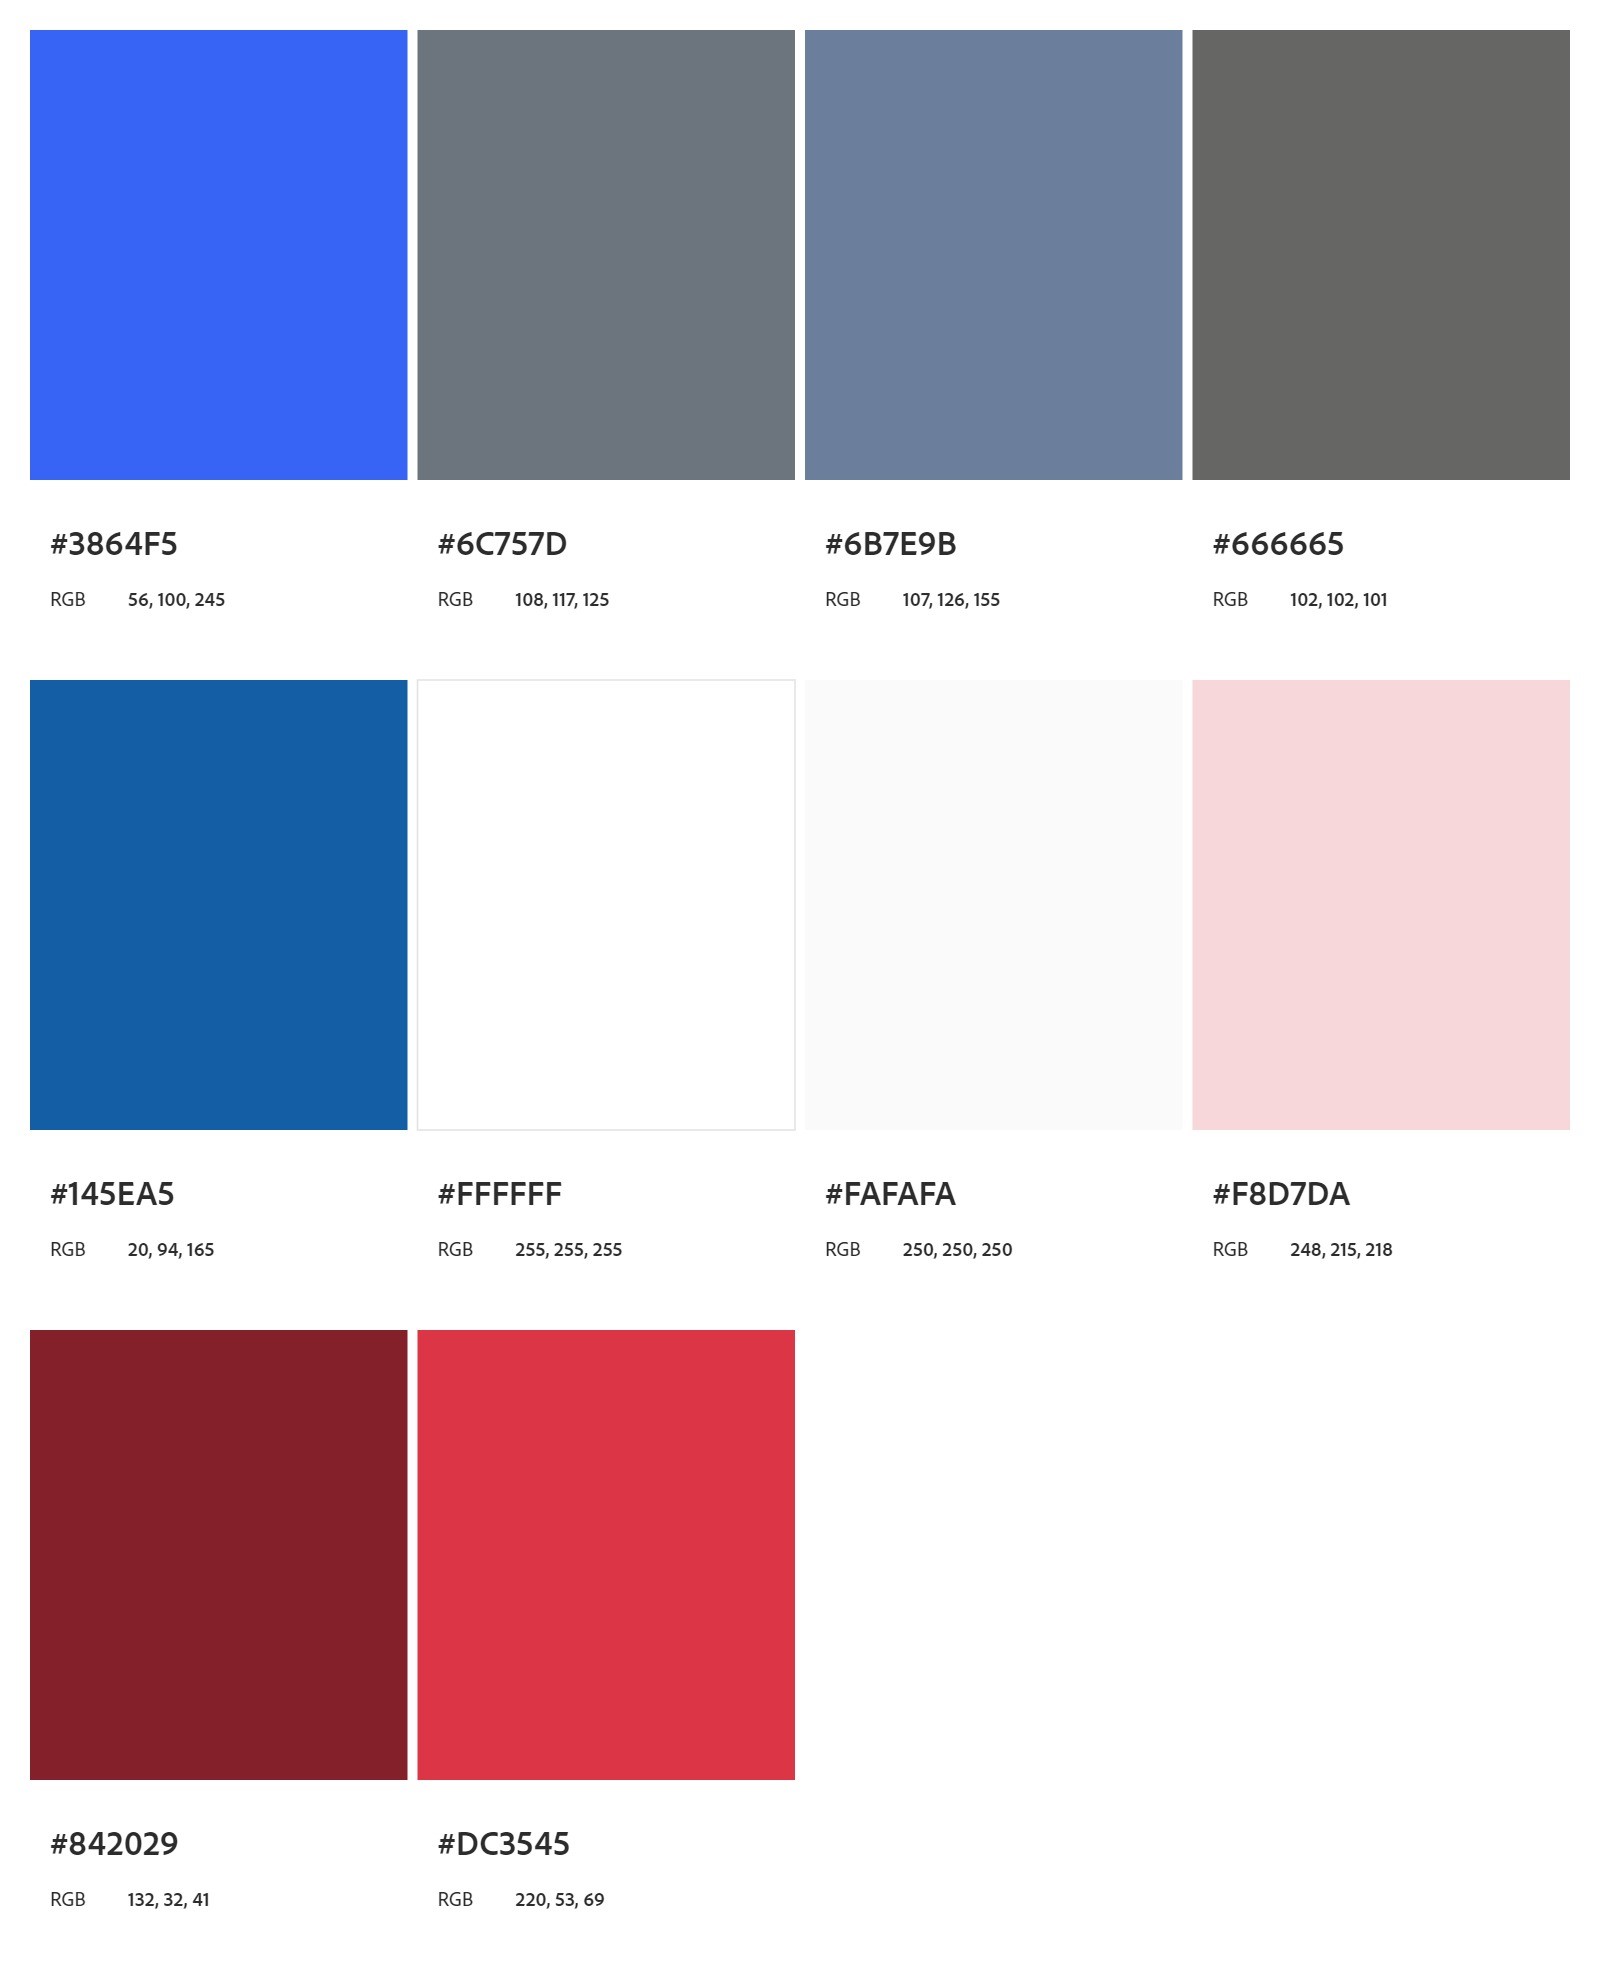 #3864F5
RGB 56, 100, 245
#6C757D
RGB 108, 117, 125
#6B7E9B
RGB 107, 126, 155
#666665
RGB 102, 102, 101
#145EA5
RGB 20, 94, 165
#FFFFFF
RGB 255, 255, 255
#FAFAFA
RGB 250, 250, 250
#F8D7DA
RGB 248, 215, 218
#842029
RGB 132, 32, 41
#DC3545
RGB 220, 53, 69